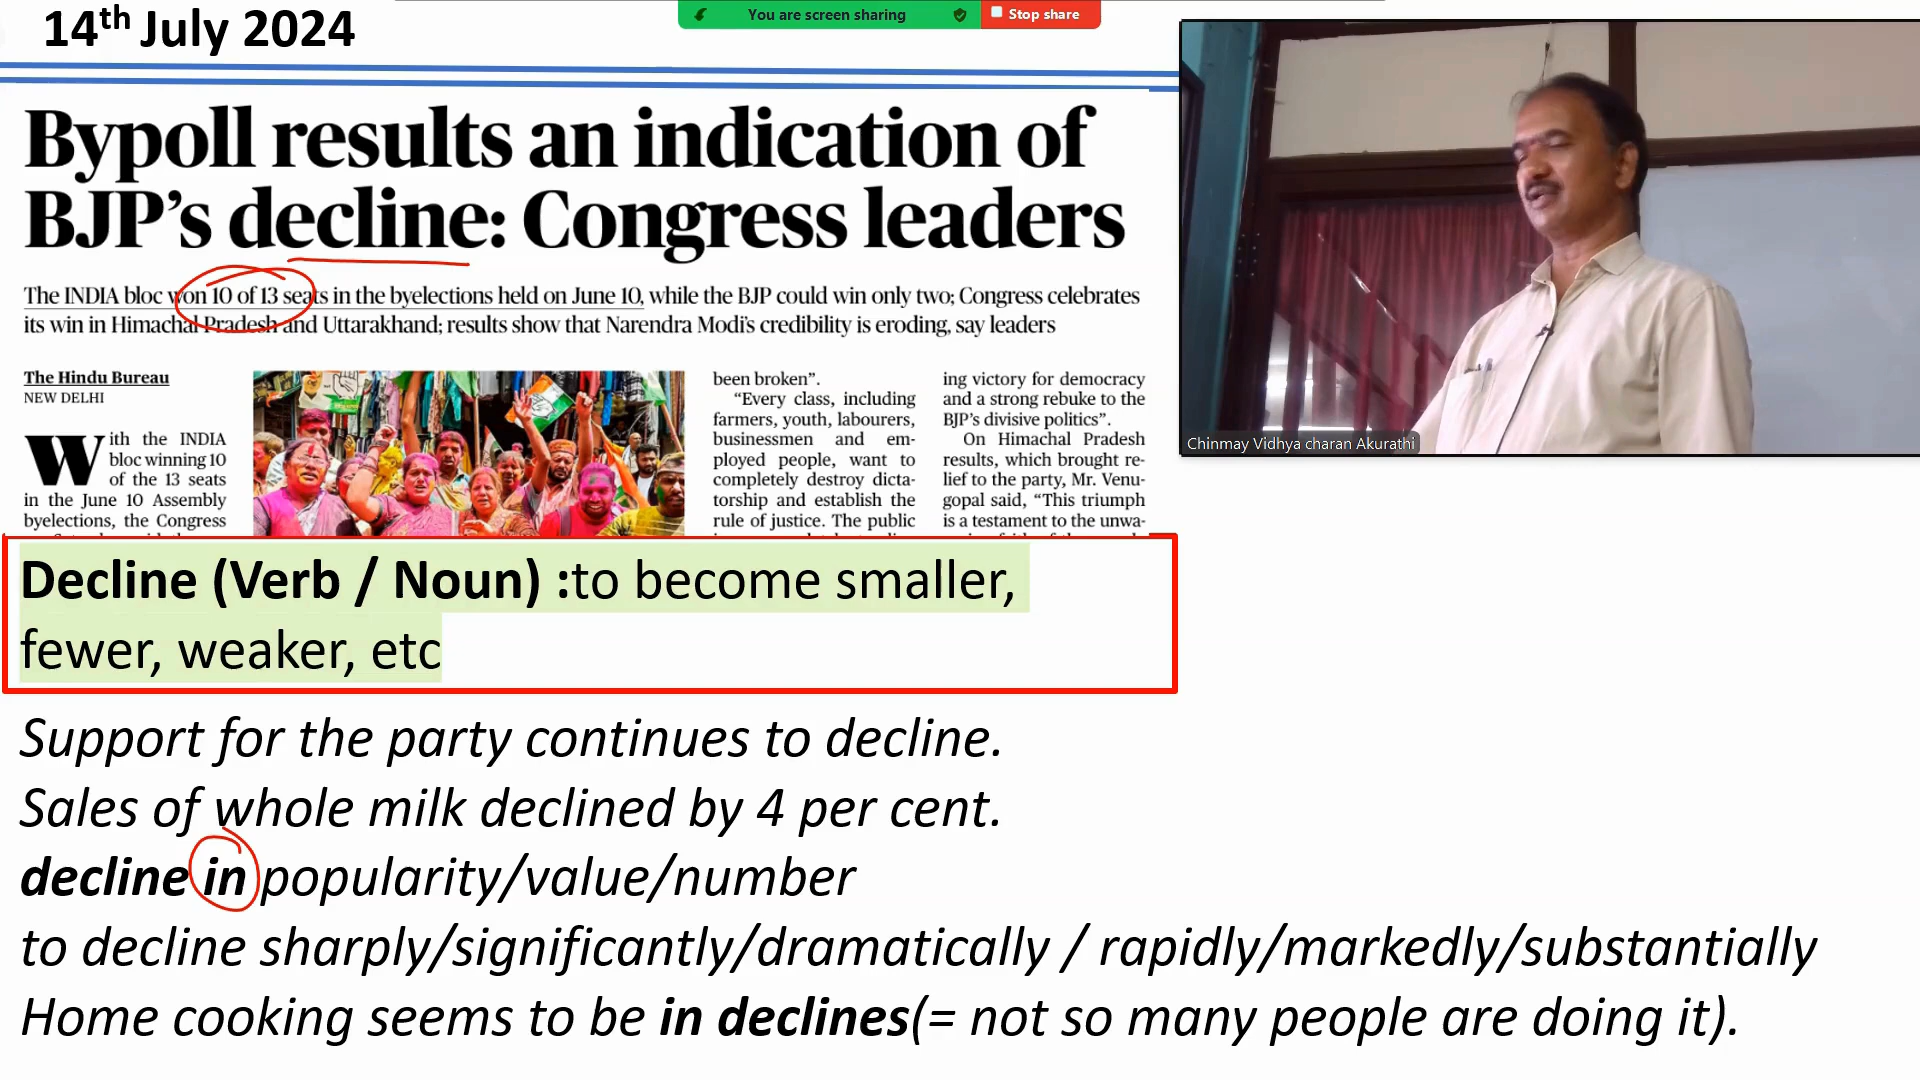 14th July 2024
You are screen sharing
Stop share
Bypoll results an indication of
BJP's decline: Congress leaders
The INDIA bloc won 10 of 13 seats in the byelections held on June 10, while the BJP could win only two; Congress celebrates
its win in Himachal Pradesh and Uttarakhand; results show that Narendra Modi's credibility is eroding, say leaders
The Hindu Bureau
NEW DELHI
With the INDIA
bloc winning 10
of the 13 seats
in the June 10 Assembly
byelections, the Congress
been broken".
"Every class, including
farmers, youth, labourers,
businessmen and em-
ployed people, want to
completely destroy dicta-
torship and establish the
rule of justice. The public
ing victory for democracy
and a strong rebuke to the
BJP's divisive politics".
On Himachal Pradesh
results, which brought re-
lief to the party, Mr. Venu-
gopal said, "This triumph
is a testament to the unwa-
Chinmay Vidhya charan Akurathi
Decline (Verb / Noun) :to become smaller,
fewer, weaker, etc
Support for the party continues to decline.
Sales of whole milk declined by 4 per cent.
decline in popularity/value/number
to decline sharply/significantly/dramatically / rapidly/markedly/substantially
Home cooking seems to be in declines(= not so many people are doing it).